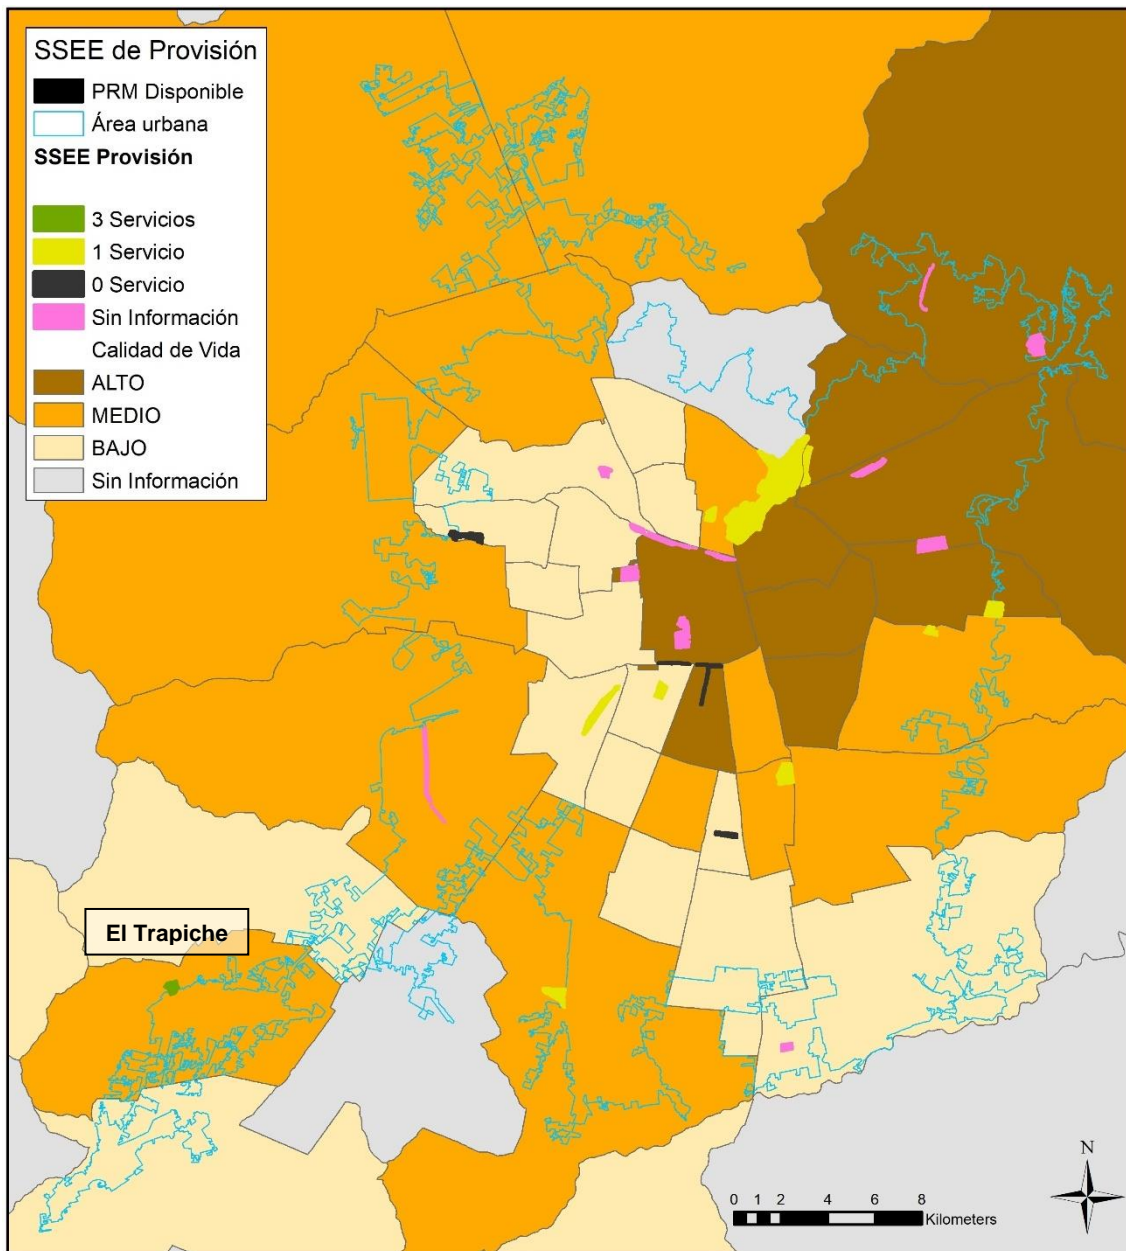 SSEE de Provisión
PRM Disponible
Área urbana
SSEE Provisión
3 Servicios
1 Servicio
0 Servicio
Sin Información
Calidad de Vida
ALTO
MEDIO
BAJO
Sin Información
El Trapiche
N
0 1 2 4 6 8
Kilometers